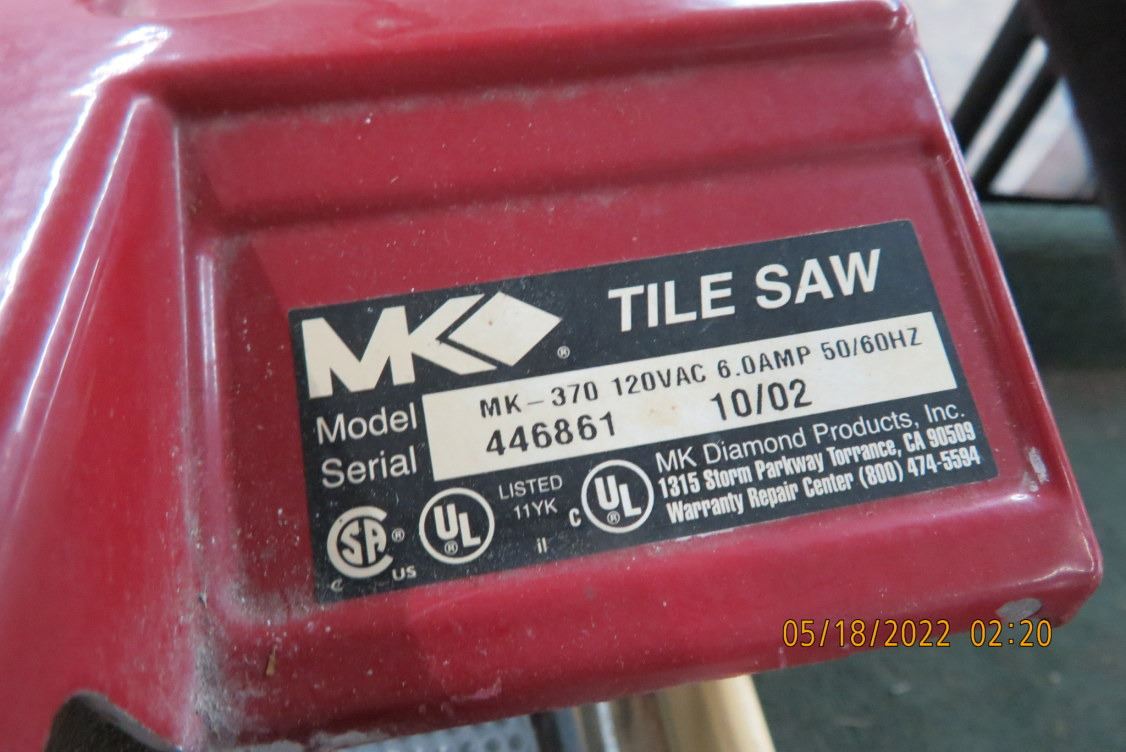 MK ® TILE SAW
Model MK-370 120VAC 6.0AMP 50/60HZ
Serial 446861 10/02
MK Diamond Products, Inc.
1315 Storm Parkway Torrance, CA 90509
Warranty Repair Center (800) 474-5594
C SA ® US
UL ®
LISTED
11YK
il
C UL ®
05/18/2022 02:20